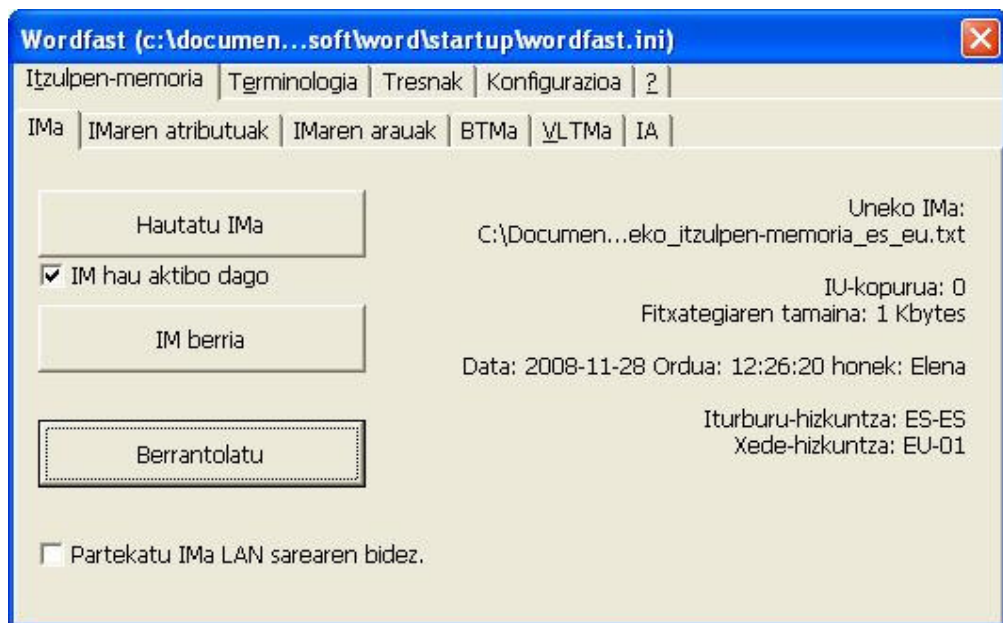 Wordfast (c:\documen...soft\word\startup\wordfast.ini)
Itzulpen-memoria Terminologia Tresnak Konfigurazioa ?
IMa IMaren atributuak IMaren arauak BTMa VLTMa IA
Hautatu IMa
IM hau aktibo dago
IM berria
Berrantolatu
Partekatu IMa LAN sarearen bidez.
Uneko IMa:
C:\Documen...eko_itzulpen-memoria_es_eu.txt
IU-kopurua: 0
Fitxategiaren tamaina: 1 Kbytes
Data: 2008-11-28 Ordua: 12:26:20 honek: Elena
Iturburu-hizkuntza: ES-ES
Xede-hizkuntza: EU-01